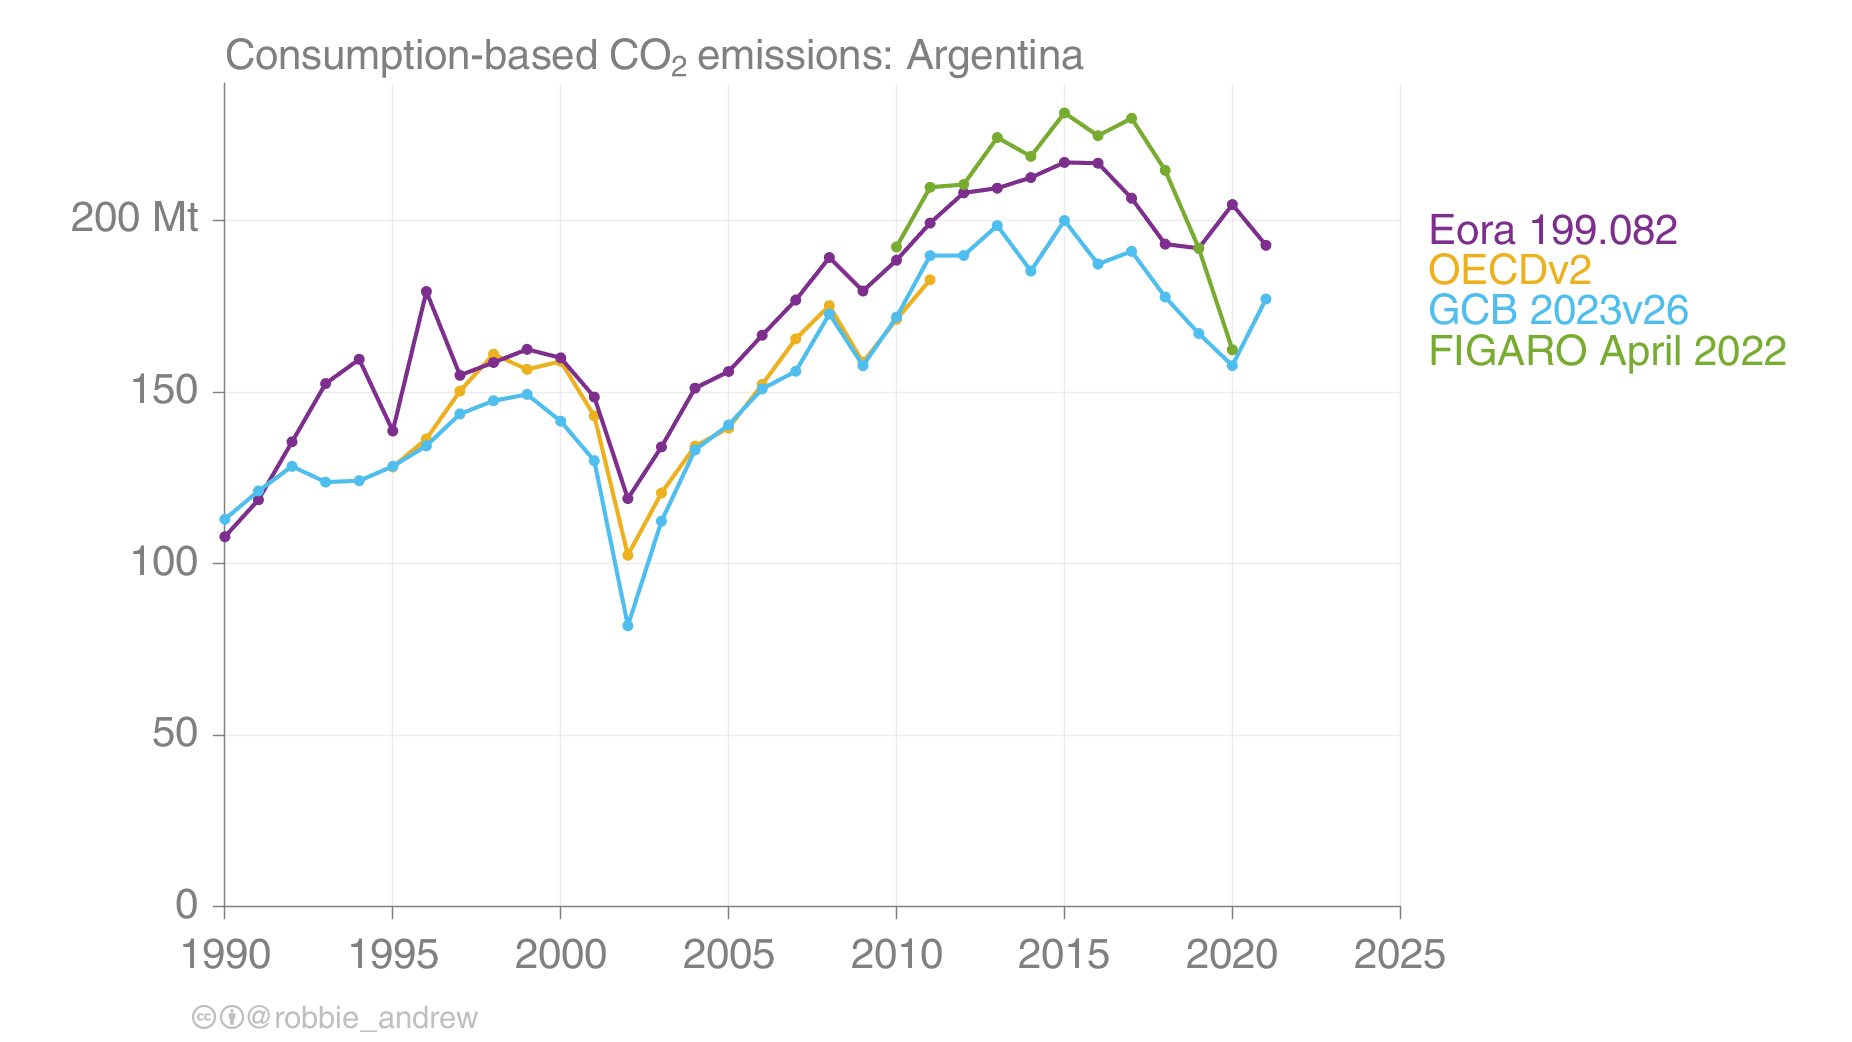 Consumption-based CO₂ emissions: Argentina
200 Mt
150
100
50
0
1990 1995 2000 2005 2010 2015 2020 2025
Eora 199.082
OECDv2
GCB 2023v26
FIGARO April 2022
@robbie_andrew